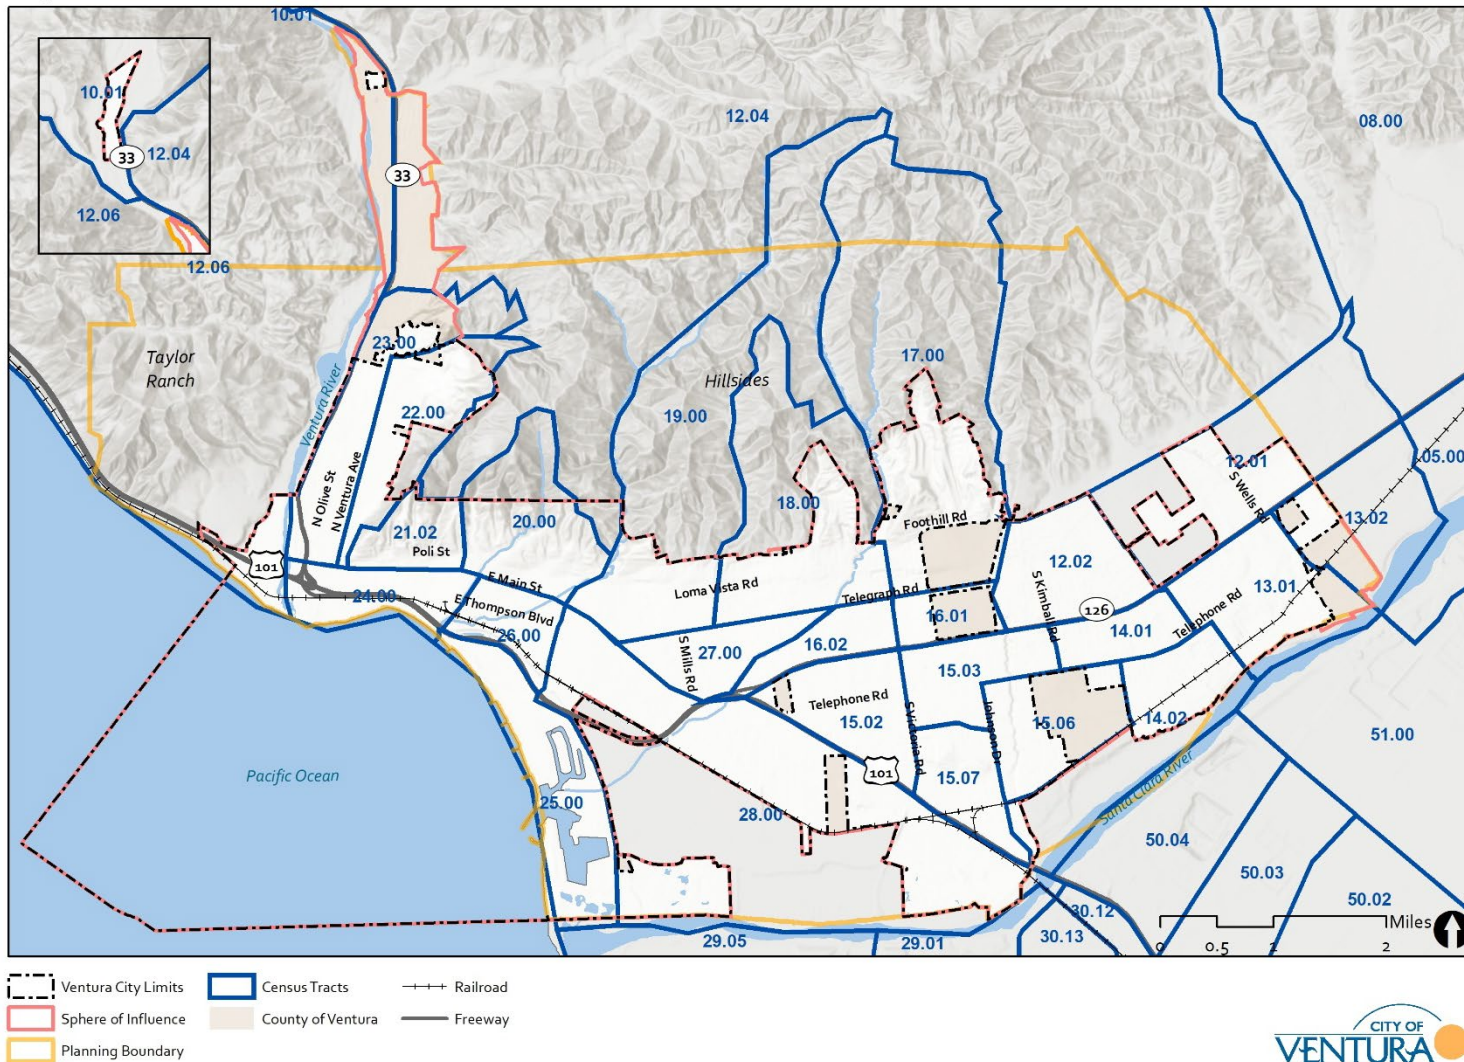 10.01
10.01
33
12.04
12.06
12.04
08.00
33
12.06
Taylor
Ranch
23.00
Ventura River
22.00
Hillsides
17.00
19.00
N Olive St
N Ventura Ave
18.00
12.01
S Wells Rd
05.00
13.02
21.02
Poli St
20.00
Foothill Rd
101
24.00
E Main St
E Thompson Blvd
26.00
Loma Vista Rd
Telegraph Rd
12.02
S Kimball Rd
126
13.01
Telephone Rd
14.01
16.01
16.02
27.00
S Mills Rd
15.03
Telephone Rd
15.02
S Victoria Rd
Johnson Dr
15.06
14.02
51.00
Pacific Ocean
101
15.07
25.00
28.00
Santa Clara River
50.04
50.03
50.02
29.05
29.01
30.12
30.13
Miles
0 0.5 1 2
Ventura City Limits
Census Tracts
Railroad
Sphere of Influence
County of Ventura
Freeway
Planning Boundary
CITY OF
VENTURA